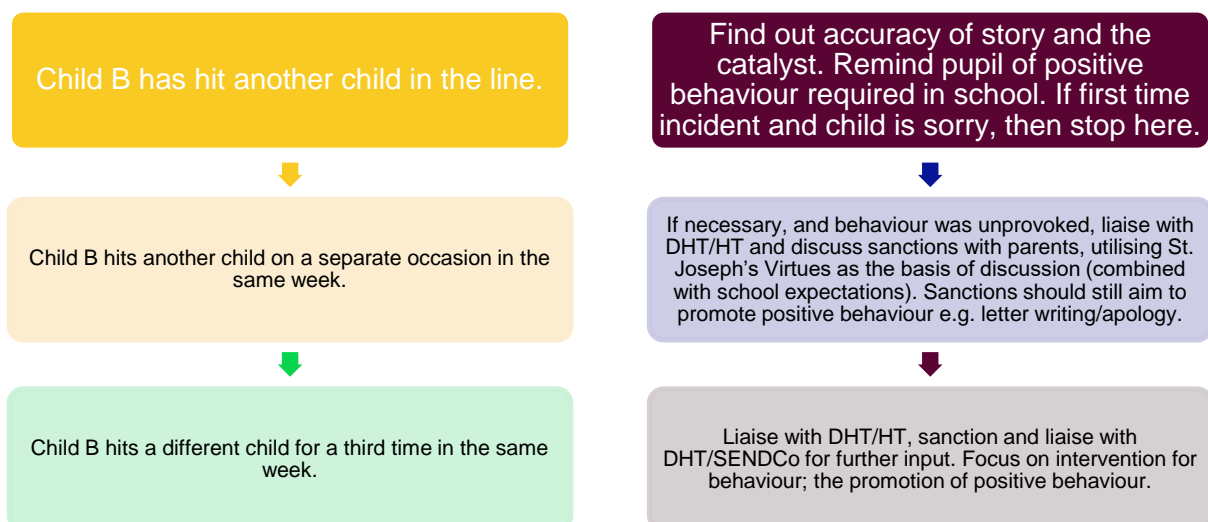 Child B has hit another child in the line.
Find out accuracy of story and the
catalyst. Remind pupil of positive
behaviour required in school. If first time
incident and child is sorry, then stop here.
Child B hits another child on a separate occasion in the
same week.
If necessary, and behaviour was unprovoked, liaise with
DHT/HT and discuss sanctions with parents, utilising St.
Joseph’s Virtues as the basis of discussion (combined
with school expectations). Sanctions should still aim to
promote positive behaviour e.g. letter writing/apology.
Child B hits a different child for a third time in the same
week.
Liaise with DHT/HT, sanction and liaise with
DHT/SENDCo for further input. Focus on intervention for
behaviour; the promotion of positive behaviour.